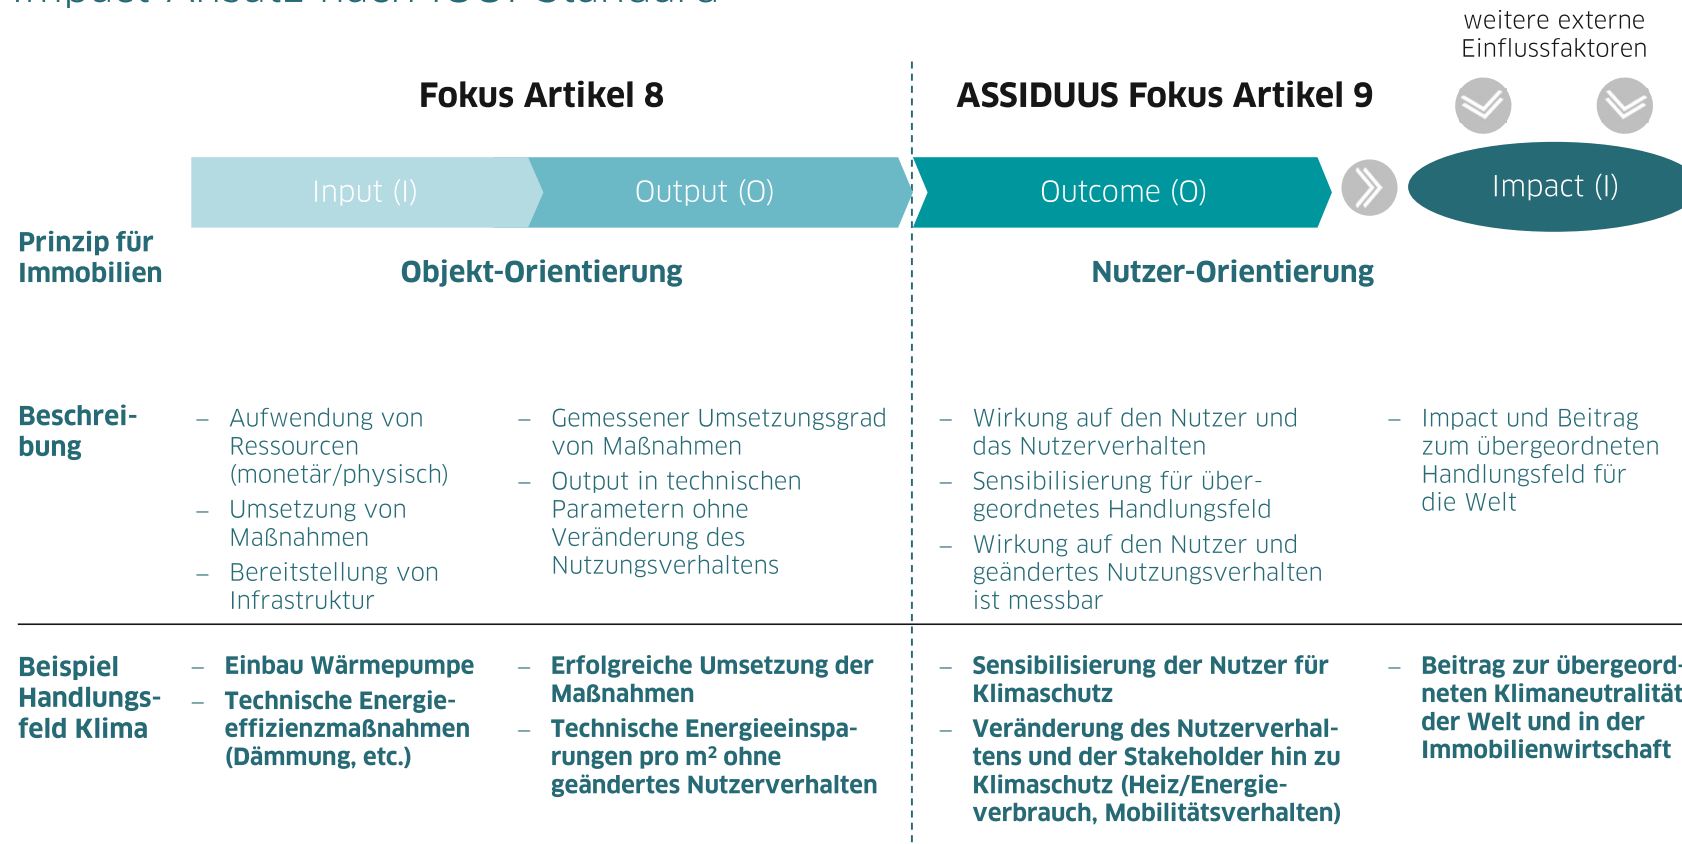 Impact-Ansatz nach IOOI-Standard
weitere externe
Einflussfaktoren
Fokus Artikel 8
ASSIDUUS Fokus Artikel 9
Input (I)
Output (O)
Outcome (O)
Impact (I)
Prinzip für
Immobilien
Objekt-Orientierung
Nutzer-Orientierung
Beschrei-
bung
– Aufwendung von
Ressourcen
(monetär/physisch)
– Umsetzung von
Maßnahmen
– Bereitstellung von
Infrastruktur
– Gemessener Umsetzungsgrad
von Maßnahmen
– Output in technischen
Parametern ohne
Veränderung des
Nutzungsverhaltens
– Wirkung auf den Nutzer und
das Nutzerverhalten
– Sensibilisierung für über-
geordnetes Handlungsfeld
– Wirkung auf den Nutzer und
geändertes Nutzungsverhalten
ist messbar
– Impact und Beitrag
zum übergeordneten
Handlungsfeld für
die Welt
Beispiel
Handlungs-
feld Klima
– Einbau Wärmepumpe
– Technische Energie-
effizienzmaßnahmen
(Dämmung, etc.)
– Erfolgreiche Umsetzung der
Maßnahmen
– Technische Energieeinspa-
rungen pro m² ohne
geändertes Nutzerverhalten
– Sensibilisierung der Nutzer für
Klimaschutz
– Veränderung des Nutzerverhal-
tens und der Stakeholder hin zu
Klimaschutz (Heiz/Energie-
verbrauch, Mobilitätsverhalten)
– Beitrag zur übergeord-
neten Klimaneutralität
der Welt und in der
Immobilienwirtschaft